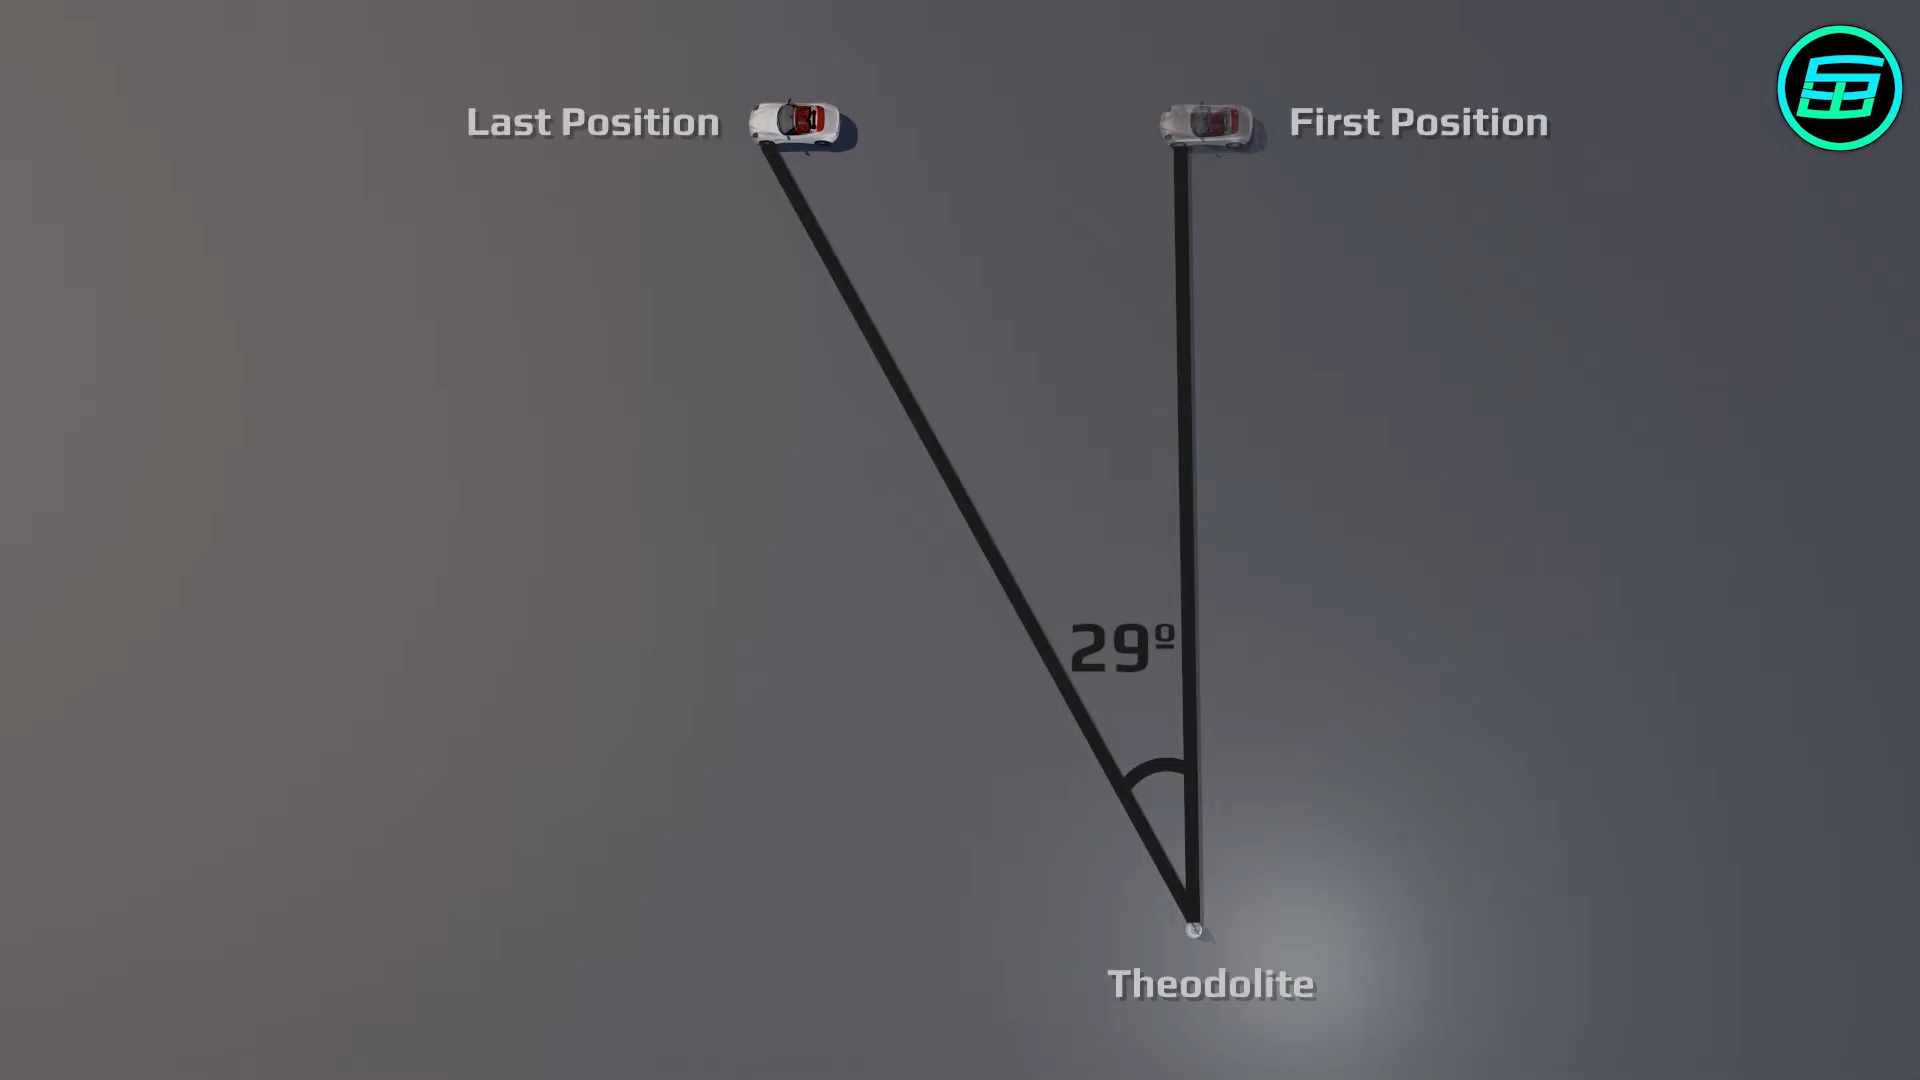 Last Position
First Position
29º
Theodolite